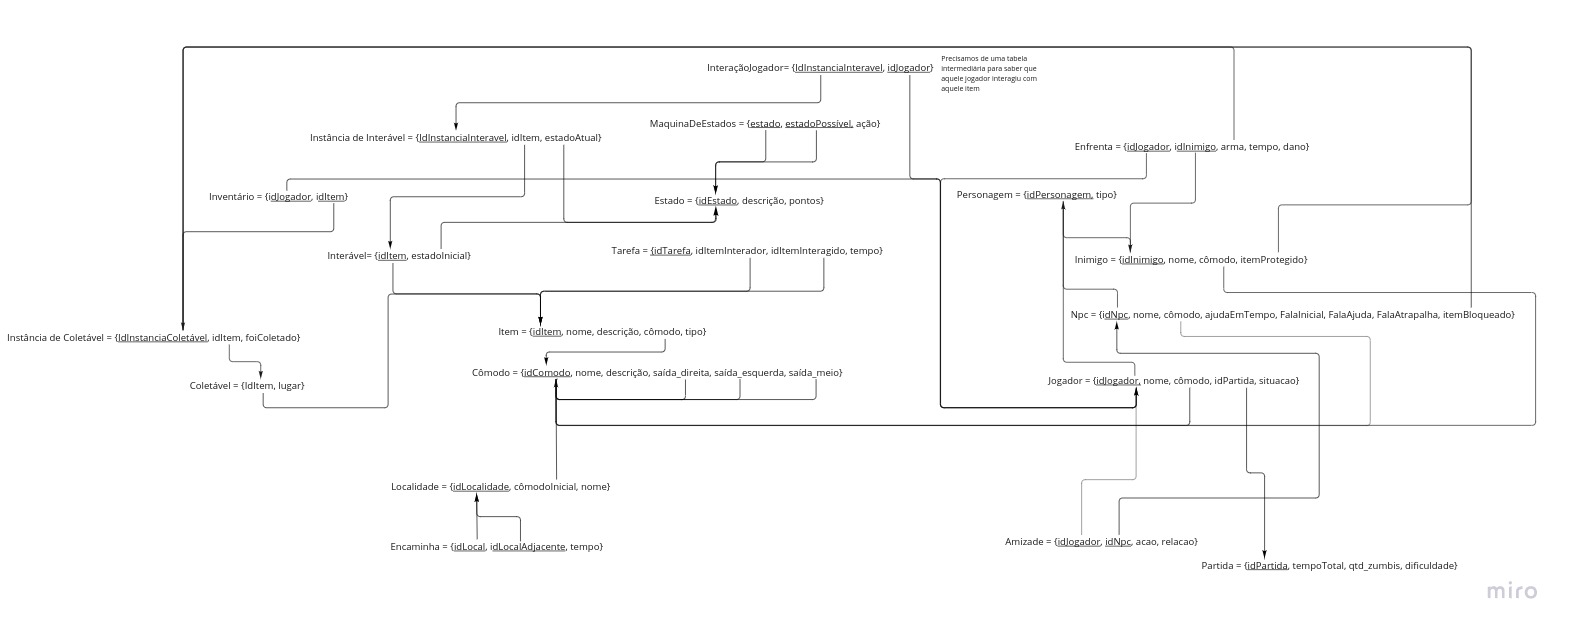 InteraçãoJogador= {IdInstanciaInteravel, idJogador}
Precisamos de uma tabela
intermediária para saber que
aquele jogador interagiu com
aquele item
MaquinaDeEstados = {estado, estadoPossível, ação}
Instância de Interável = {IdInstanciaInteravel, idItem, estadoAtual}
Enfrenta = {idJogador, idInimigo, arma, tempo, dano}
Inventário = {idJogador, idItem}
Estado = {idEstado, descrição, pontos}
Personagem = {idPersonagem, tipo}
Interável= {idItem, estadoInicial}
Tarefa = {idTarefa, idItemInterador, idItemInteragido, tempo}
Inimigo = {idInimigo, nome, cômodo, itemProtegido}
Npc = {idNpc, nome, cômodo, ajudaEmTempo, FalaInicial, FalaAjuda, FalaAtrapalha, itemBloqueado}
Instância de Coletável = {IdInstanciaColetável, idItem, foiColetado}
Item = {idItem, nome, descrição, cômodo, tipo}
Cômodo = {idComodo, nome, descrição, saída_direita, saída_esquerda, saída_meio}
Coletável = {IdItem, lugar}
Jogador = {idJogador, nome, cômodo, idPartida, situacao}
Localidade = {idLocalidade, cômodoInicial, nome}
Encaminha = {idLocal, idLocalAdjacente, tempo}
Amizade = {idJogador, idNpc, acao, relacao}
Partida = {idPartida, tempoTotal, qtd_zumbis, dificuldade}
miro